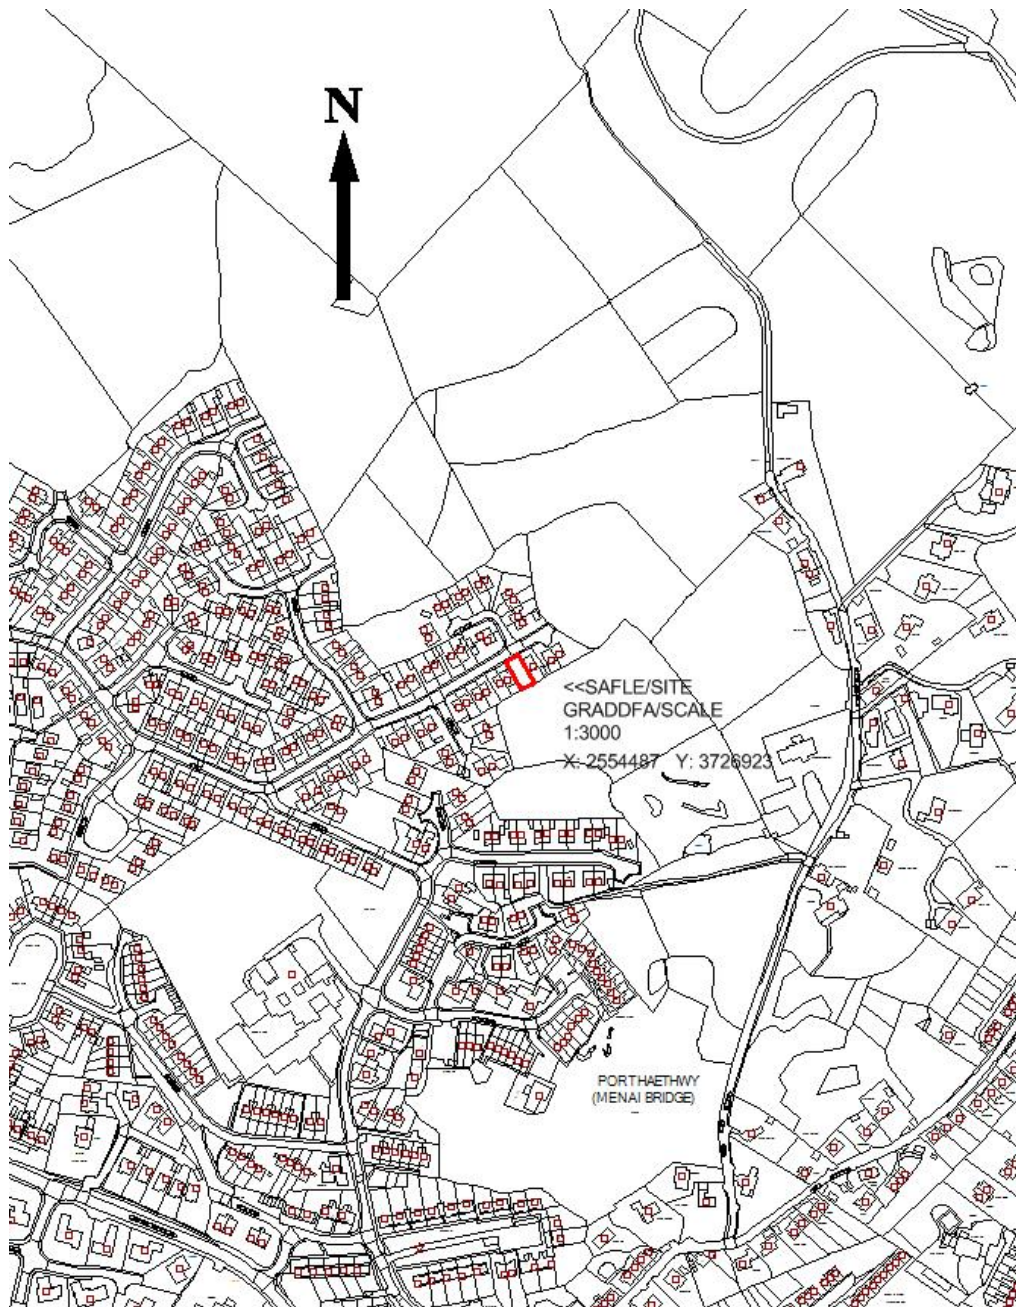 N
<<SAFLE/SITE
GRADDFA/SCALE
1:3000
X: 2554487 Y: 3726923
PORTHAETHWY
(MENAI BRIDGE)